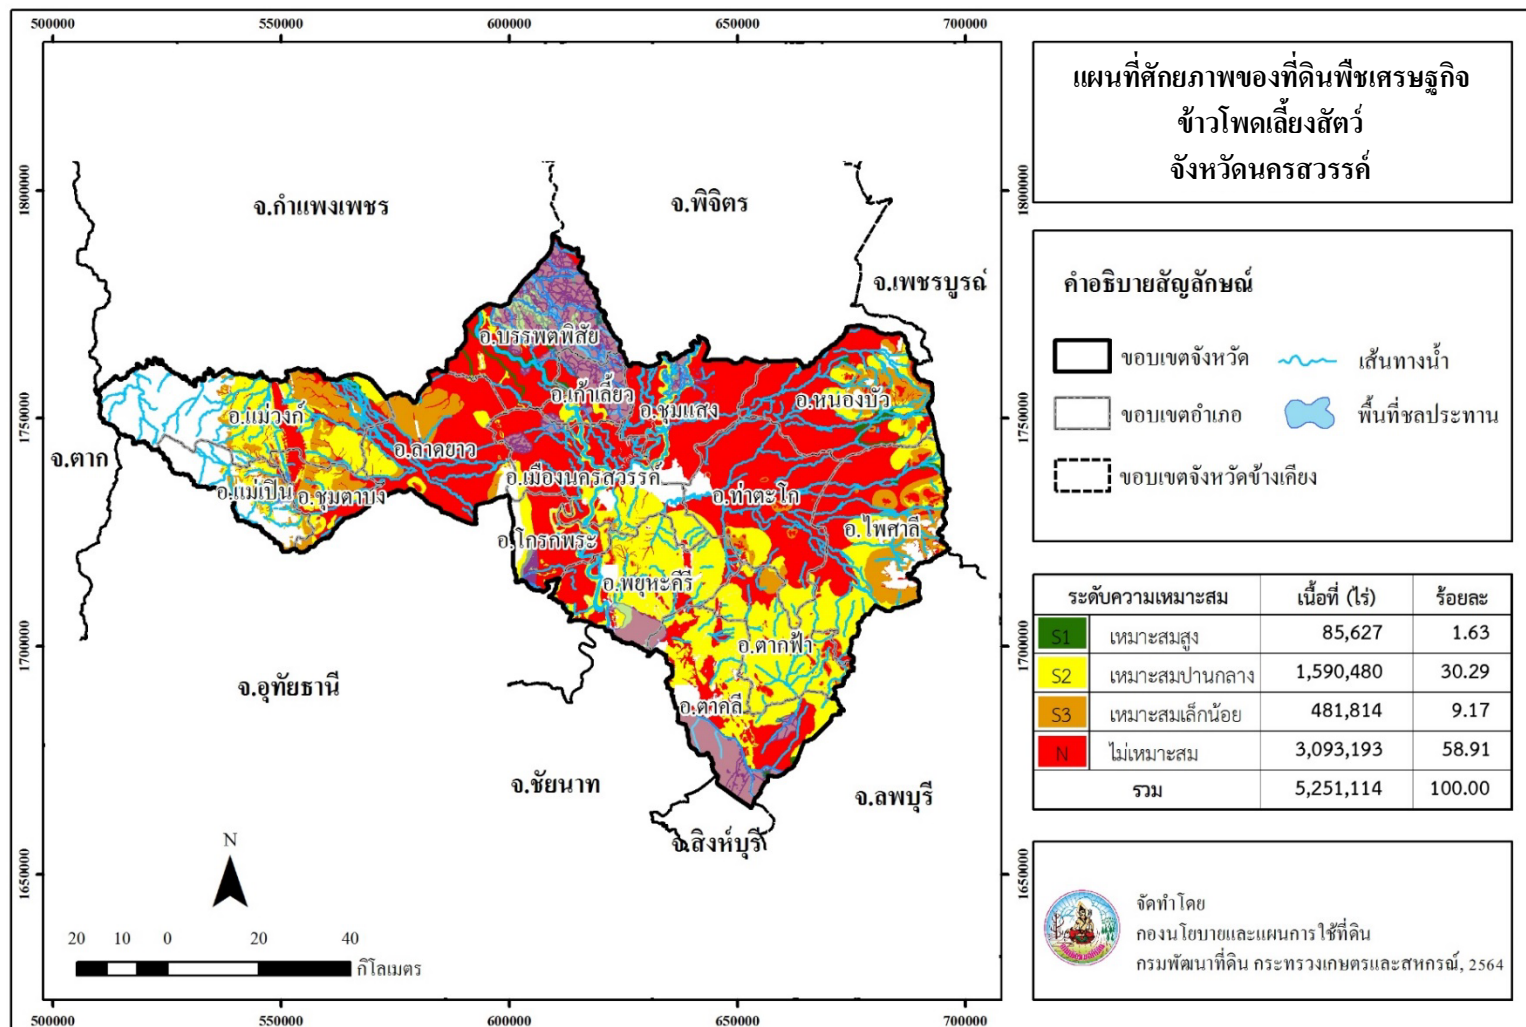 500000 550000 600000 650000 700000
แผนที่ศักยภาพของที่ดินพืชเศรษฐกิจ
ข้าวโพดเลี้ยงสัตว์
จังหวัดนครสวรรค์
1800000 1800000
จ.กำแพงเพชร
จ.พิจิตร
จ.เพชรบูรณ์
คำอธิบายสัญลักษณ์
ขอบเขตจังหวัด
เส้นทางน้ำ
ขอบเขตอำเภอ
พื้นที่ชลประทาน
ขอบเขตจังหวัดข้างเคียง
อ.บรรพตพิสัย
อ.เก้าเลี้ยว
อ.ชุมแสง
อ.หนองบัว
อ.แม่วงก์
1750000 1750000
จ.ตาก
อ.ลาดยาว
อ.เมืองนครสวรรค์
อ.แม่เปิน
อ.ชุมตาบง
อ.ท่าตะโก
อ.ไพศาลี
อ.โกรกพระ
อ.พยุหะคีรี
อ.ตากฟ้า
1700000 1700000
จ.อุทัยธานี
อ.ตาคลี
จ.ชัยนาท
จ.ลพบุรี
จ.สิงห์บุรี
ระดับความเหมาะสม เนื้อที่ (ไร่) ร้อยละ
S1 เหมาะสมสูง 85,627 1.63
S2 เหมาะสมปานกลาง 1,590,480 30.29
S3 เหมาะสมเล็กน้อย 481,814 9.17
N ไม่เหมาะสม 3,093,193 58.91
รวม 5,251,114 100.00
1650000 1650000
N
20 10 0 20 40
กิโลเมตร
จัดทำโดย
กองนโยบายและแผนการใช้ที่ดิน
กรมพัฒนาที่ดิน กระทรวงเกษตรและสหกรณ์, 2564
500000 550000 600000 650000 700000